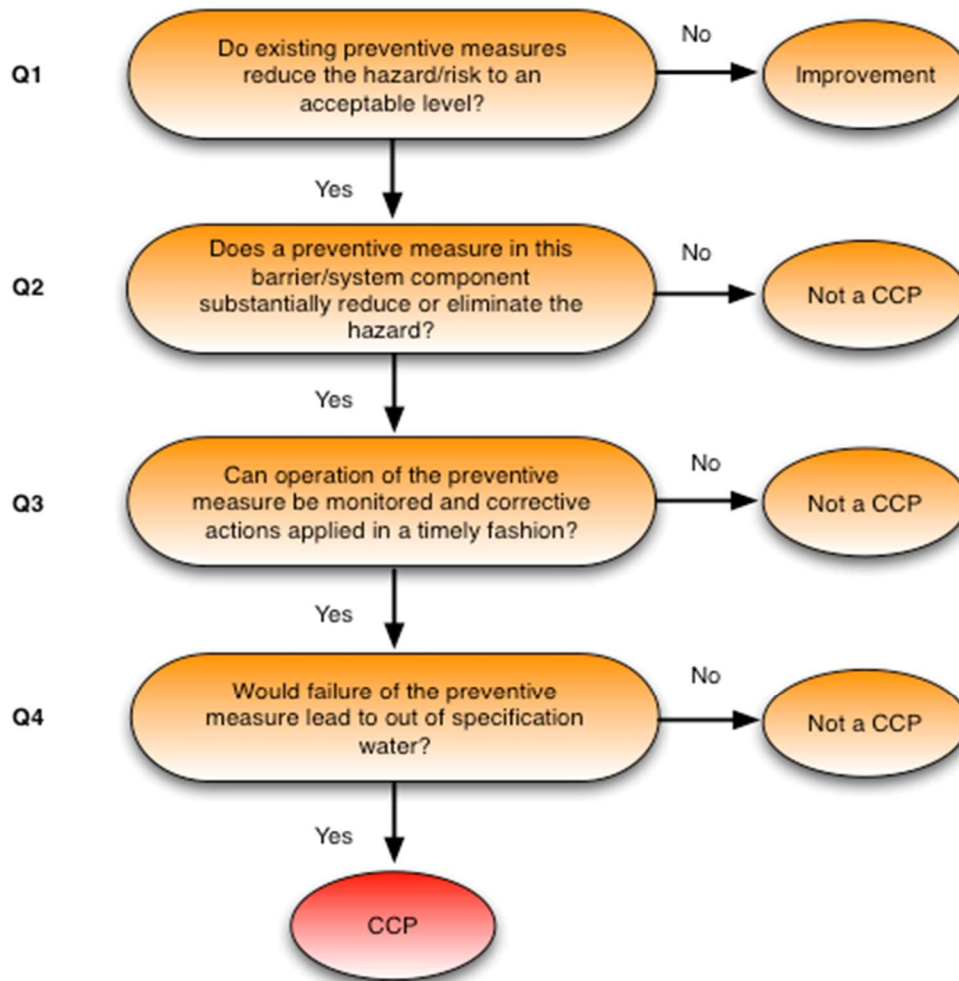 Q1
Do existing preventive measures
reduce the hazard/risk to an
acceptable level?
No
Improvement
Yes
Q2
Does a preventive measure in this
barrier/system component
substantially reduce or eliminate the
hazard?
No
Not a CCP
Yes
Q3
Can operation of the preventive
measure be monitored and corrective
actions applied in a timely fashion?
No
Not a CCP
Yes
Q4
Would failure of the preventive
measure lead to out of specification
water?
No
Not a CCP
Yes
CCP